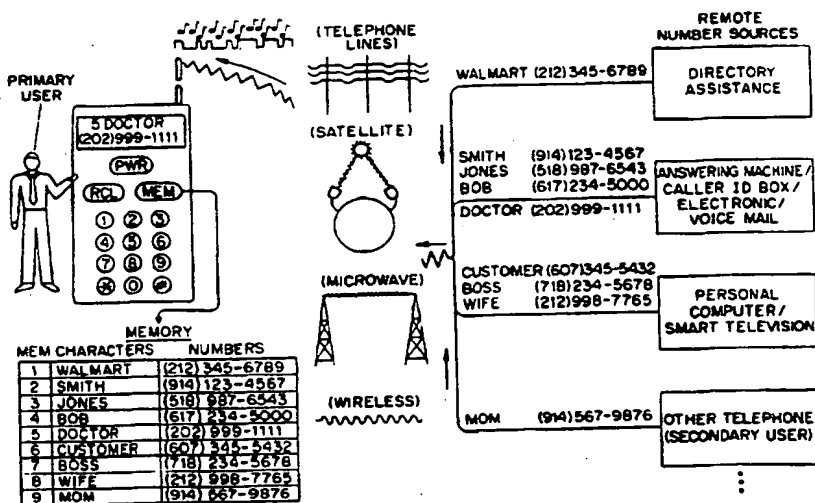 (TELEPHONE
LINES)
REMOTE
NUMBER SOURCES
PRIMARY
USER
5 DOCTOR
(202)999-1111
PWR
RCL
MEM
1 2 3
4 5 6
7 8 9
* 0 #
(SATELLITE)
(MICROWAVE)
(WIRELESS)
WALMART (212)345-6789
DIRECTORY
ASSISTANCE
SMITH (914)123-4567
JONES (518)987-6543
BOB (617)234-5000
DOCTOR (202)999-1111
ANSWERING MACHINE/
CALLER ID BOX/
ELECTRONIC/
VOICE MAIL
CUSTOMER (607)345-5432
BOSS (718)234-5678
WIFE (212)998-7765
PERSONAL
COMPUTER/
SMART TELEVISION
MOM (914)567-9876
OTHER TELEPHONE
(SECONDARY USER)
MEMORY
MEM CHARACTERS NUMBERS
1 WALMART (212) 345-6789
2 SMITH (914) 123-4567
3 JONES (518) 987-6543
4 BOB (617) 234-5000
5 DOCTOR (202) 999-1111
6 CUSTOMER (607) 345-5432
7 BOSS (718) 234-5678
8 WIFE (212) 998-7765
9 MOM (914) 567-9876